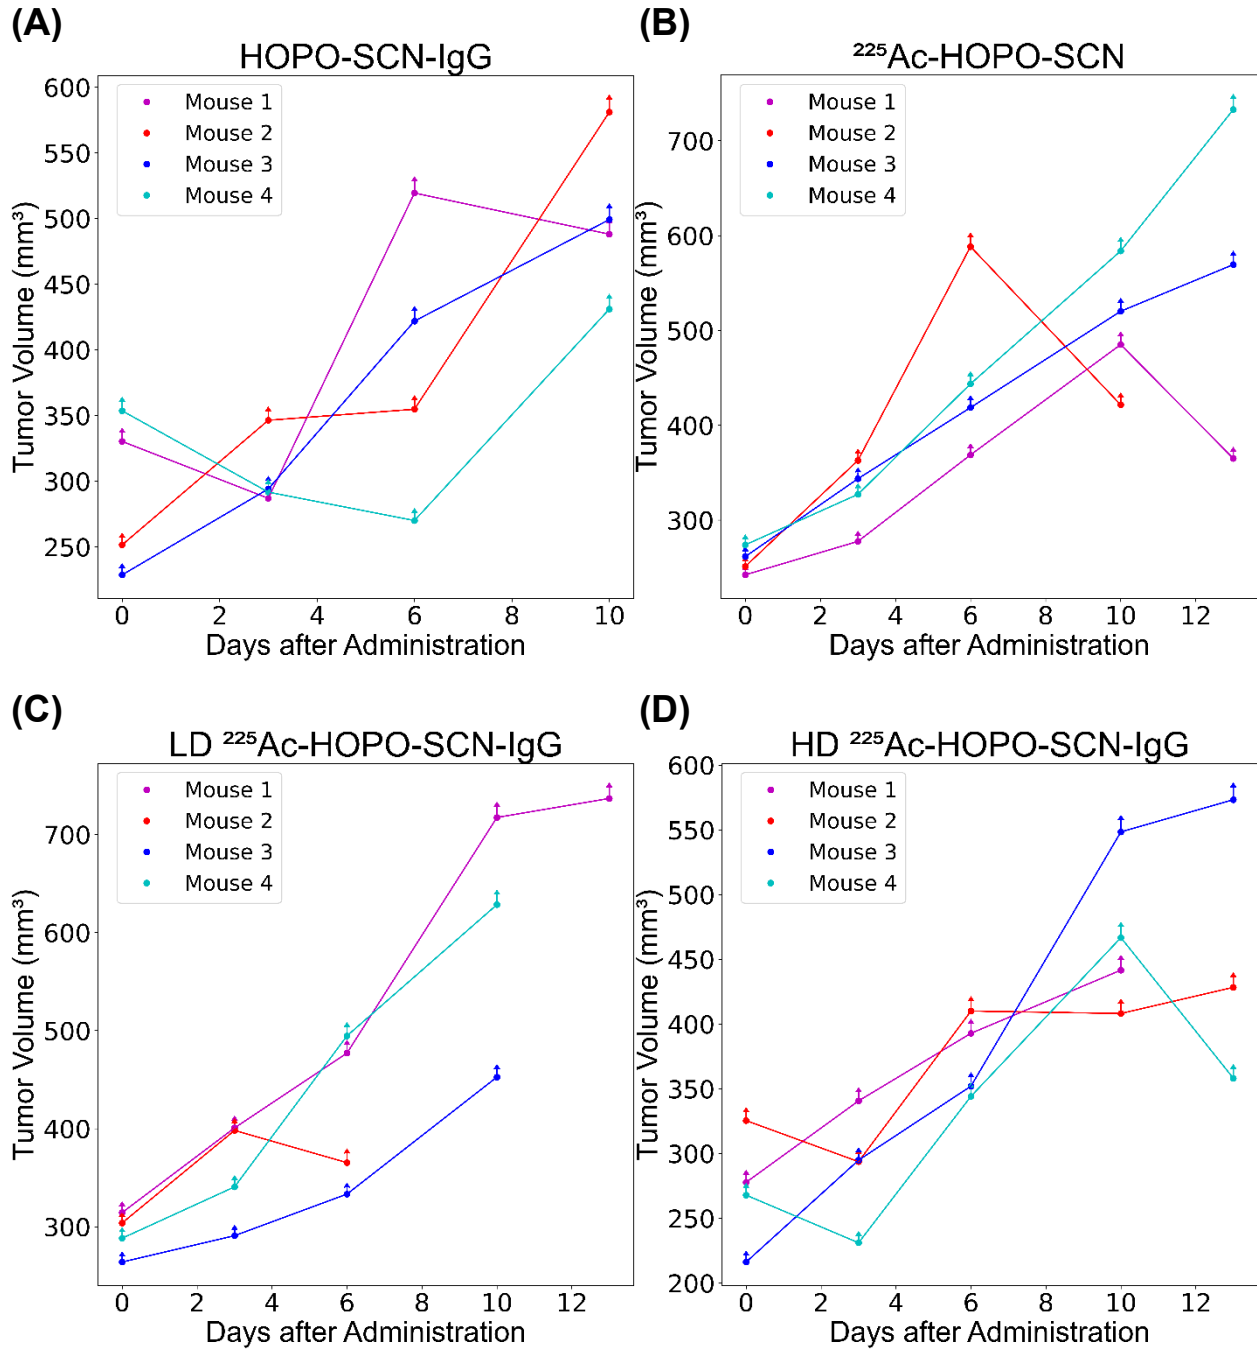 (A)
HOPO-SCN-IgG
Mouse 1
Mouse 2
Mouse 3
Mouse 4
600
550
500
450
400
350
300
250
Tumor Volume (mm³)
0 2 4 6 8 10
Days after Administration
(B)
²²⁵Ac-HOPO-SCN
Mouse 1
Mouse 2
Mouse 3
Mouse 4
700
600
500
400
300
Tumor Volume (mm³)
0 2 4 6 8 10 12
Days after Administration
(C)
LD ²²⁵Ac-HOPO-SCN-IgG
Mouse 1
Mouse 2
Mouse 3
Mouse 4
700
600
500
400
300
Tumor Volume (mm³)
0 2 4 6 8 10 12
Days after Administration
(D)
HD ²²⁵Ac-HOPO-SCN-IgG
Mouse 1
Mouse 2
Mouse 3
Mouse 4
600
550
500
450
400
350
300
250
200
Tumor Volume (mm³)
0 2 4 6 8 10 12
Days after Administration